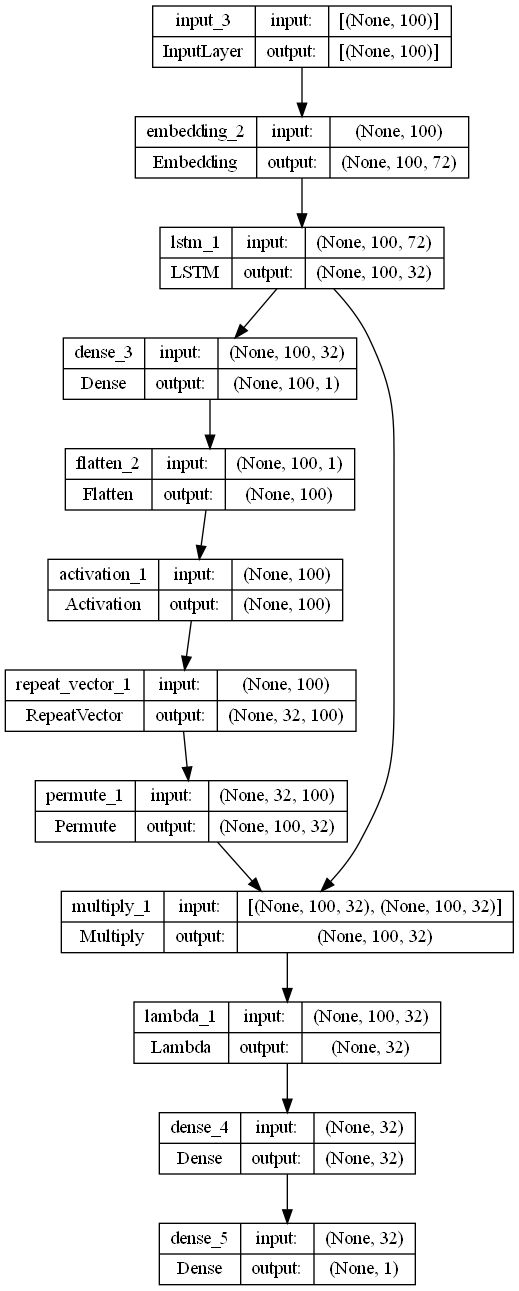 input_3 input: [(None, 100)]
InputLayer output: [(None, 100)]
embedding_2 input: (None, 100)
Embedding output: (None, 100, 72)
lstm_1 input: (None, 100, 72)
LSTM output: (None, 100, 32)
dense_3 input: (None, 100, 32)
Dense output: (None, 100, 1)
flatten_2 input: (None, 100, 1)
Flatten output: (None, 100)
activation_1 input: (None, 100)
Activation output: (None, 100)
repeat_vector_1 input: (None, 100)
RepeatVector output: (None, 32, 100)
permute_1 input: (None, 32, 100)
Permute output: (None, 100, 32)
multiply_1 input: [(None, 100, 32), (None, 100, 32)]
Multiply output: (None, 100, 32)
lambda_1 input: (None, 100, 32)
Lambda output: (None, 32)
dense_4 input: (None, 32)
Dense output: (None, 32)
dense_5 input: (None, 32)
Dense output: (None, 1)